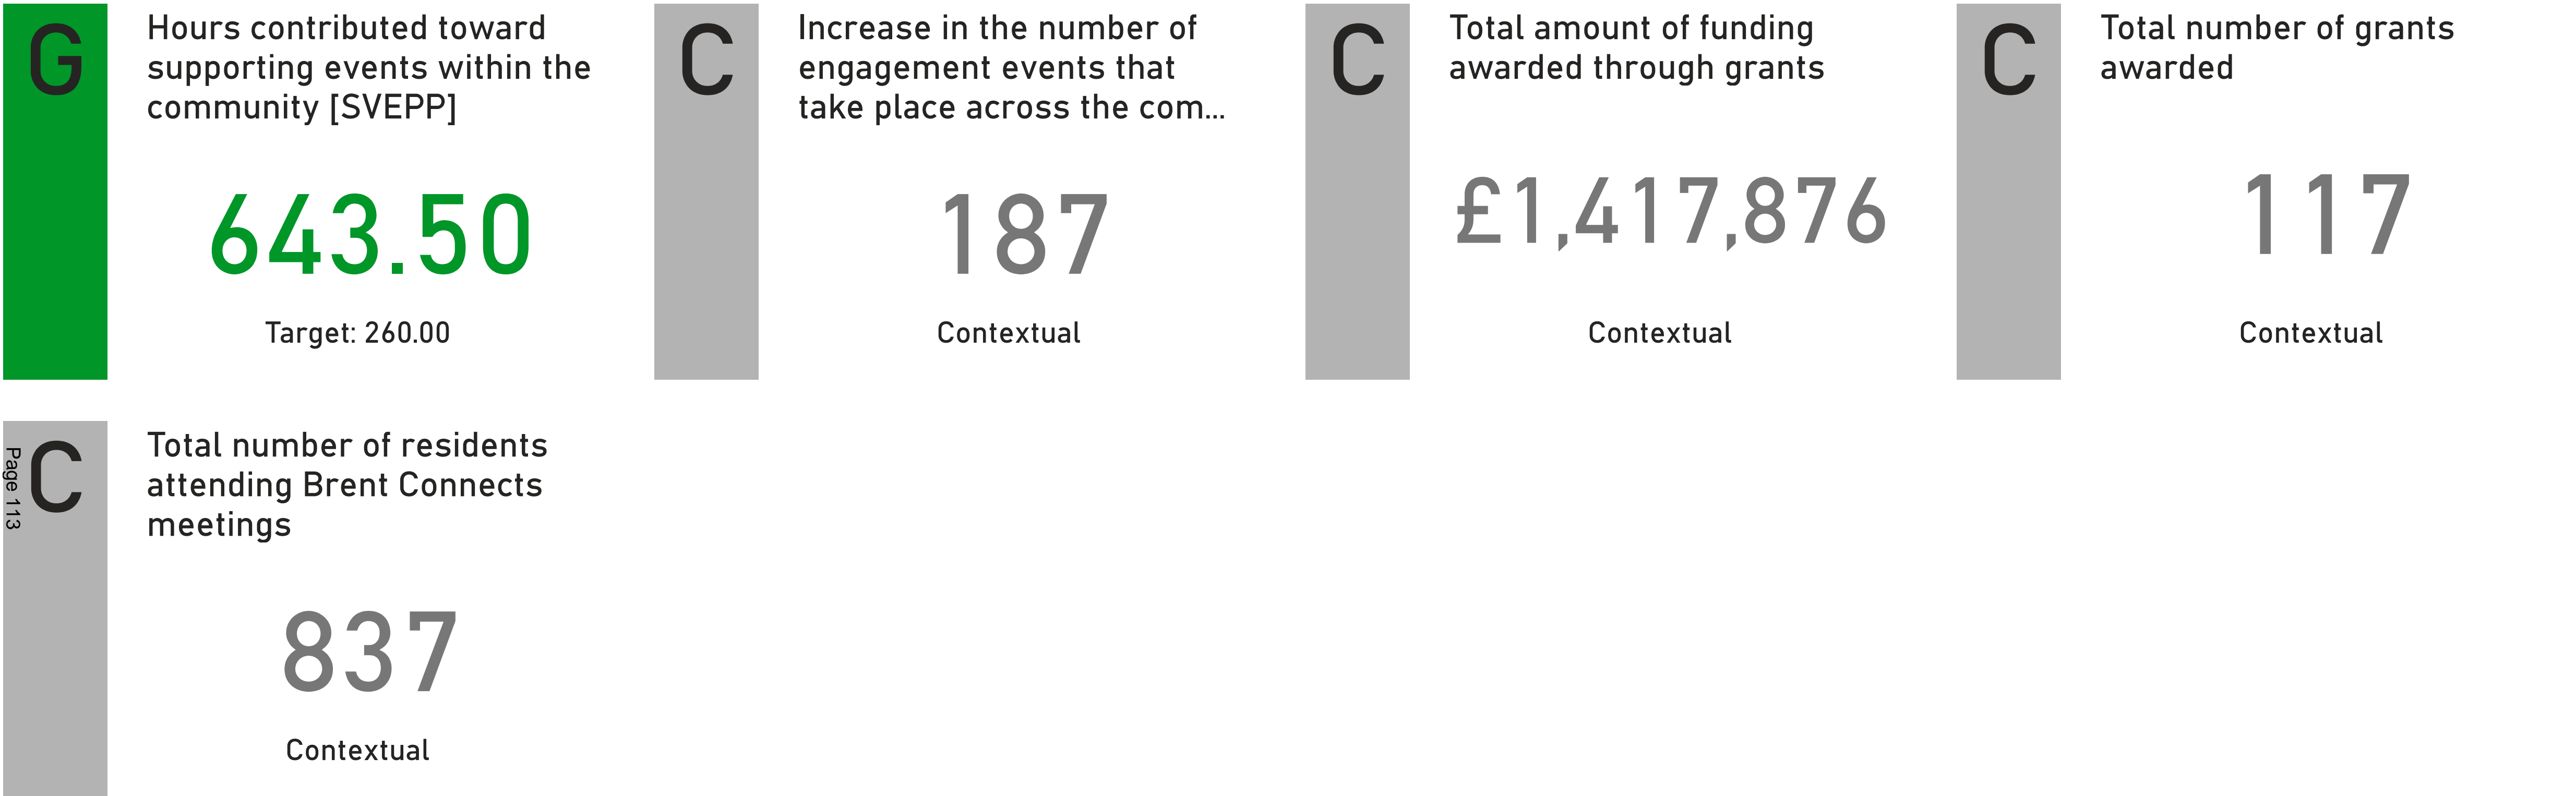 G
Hours contributed toward
supporting events within the
community [SVEPP]
643.50
Target: 260.00
C
Increase in the number of
engagement events that
take place across the com...
187
Contextual
C
Total amount of funding
awarded through grants
£1,417,876
Contextual
C
Total number of grants
awarded
117
Contextual
Page 113
C
Total number of residents
attending Brent Connects
meetings
837
Contextual